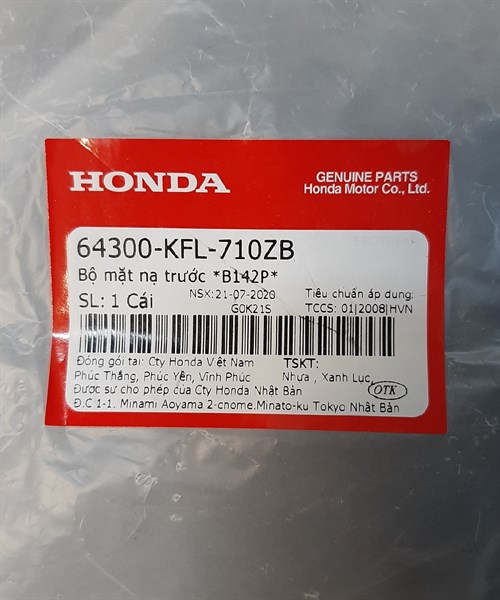 HONDA
GENUINE PARTS
Honda Motor Co., Ltd.
64300-KFL-710ZB
Bộ mặt nạ trước *B142P*
SL: 1 Cái
NSX:21-07-2020
G0K21S
Tiêu chuẩn áp dụng:
TCCS: 01|2008|HVN
Đóng gói tại: Cty Honda Việt Nam
Phúc Thắng, Phúc Yên, Vĩnh Phúc
Được sự cho phép của Cty Honda Nhật Bản
Đ.C 1-1, Minami Aoyama 2-chome,Minato-ku Tokyo Nhật Bản
TSKT:
Nhựa , Xanh Lục,
OTK